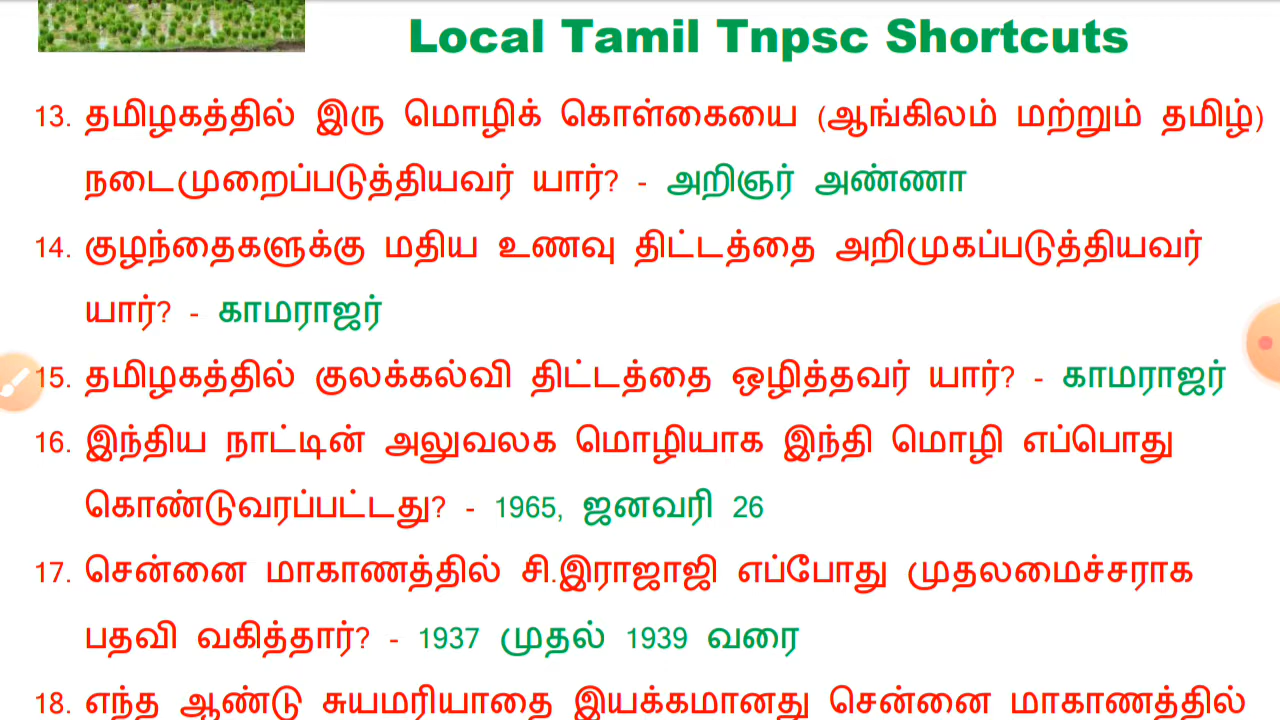 Local Tamil Tnpsc Shortcuts
13. தமிழகத்தில் இரு மொழிக் கொள்கையை (ஆங்கிலம் மற்றும் தமிழ்)
நடைமுறைப்படுத்தியவர் யார்? - அறிஞர் அண்ணா
14. குழந்தைகளுக்கு மதிய உணவு திட்டத்தை அறிமுகப்படுத்தியவர்
யார்? - காமராஜர்
15. தமிழகத்தில் குலக்கல்வி திட்டத்தை ஒழித்தவர் யார்? - காமராஜர்
16. இந்திய நாட்டின் அலுவலக மொழியாக இந்தி மொழி எப்பொது
கொண்டுவரப்பட்டது? - 1965, ஜனவரி 26
17. சென்னை மாகாணத்தில் சி.இராஜாஜி எப்போது முதலமைச்சராக
பதவி வகித்தார்? - 1937 முதல் 1939 வரை
18. எந்த ஆண்டு சுயமரியாதை இயக்கமானது சென்னை மாகாணத்தில்